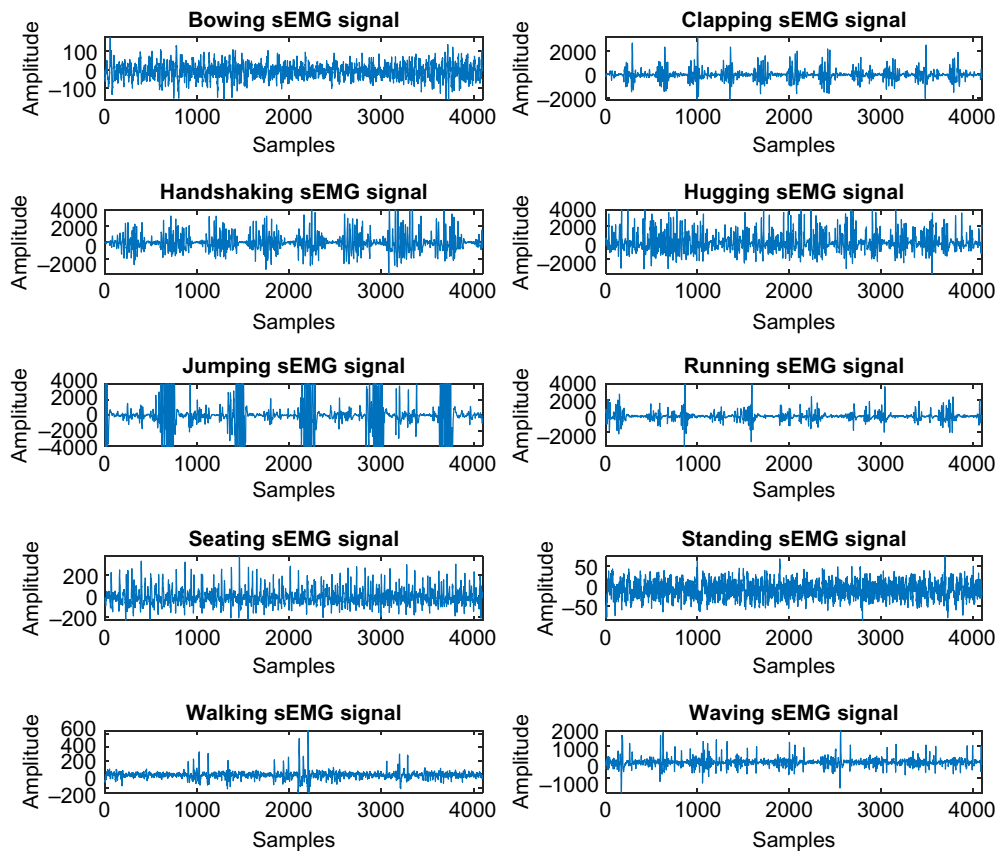 Bowing sEMG signal
Amplitude
100
0
–100
0 1000 2000 3000 4000
Samples
Clapping sEMG signal
Amplitude
2000
0
–2000
0 1000 2000 3000 4000
Samples
Handshaking sEMG signal
Amplitude
4000
2000
0
–2000
0 1000 2000 3000 4000
Samples
Hugging sEMG signal
Amplitude
4000
2000
0
–2000
0 1000 2000 3000 4000
Samples
Jumping sEMG signal
Amplitude
4000
2000
0
–2000
–4000
0 1000 2000 3000 4000
Samples
Running sEMG signal
Amplitude
4000
2000
0
–2000
0 1000 2000 3000 4000
Samples
Seating sEMG signal
Amplitude
200
0
–200
0 1000 2000 3000 4000
Samples
Standing sEMG signal
Amplitude
50
0
–50
0 1000 2000 3000 4000
Samples
Walking sEMG signal
Amplitude
600
400
200
0
–200
0 1000 2000 3000 4000
Samples
Waving sEMG signal
Amplitude
2000
1000
0
–1000
0 1000 2000 3000 4000
Samples